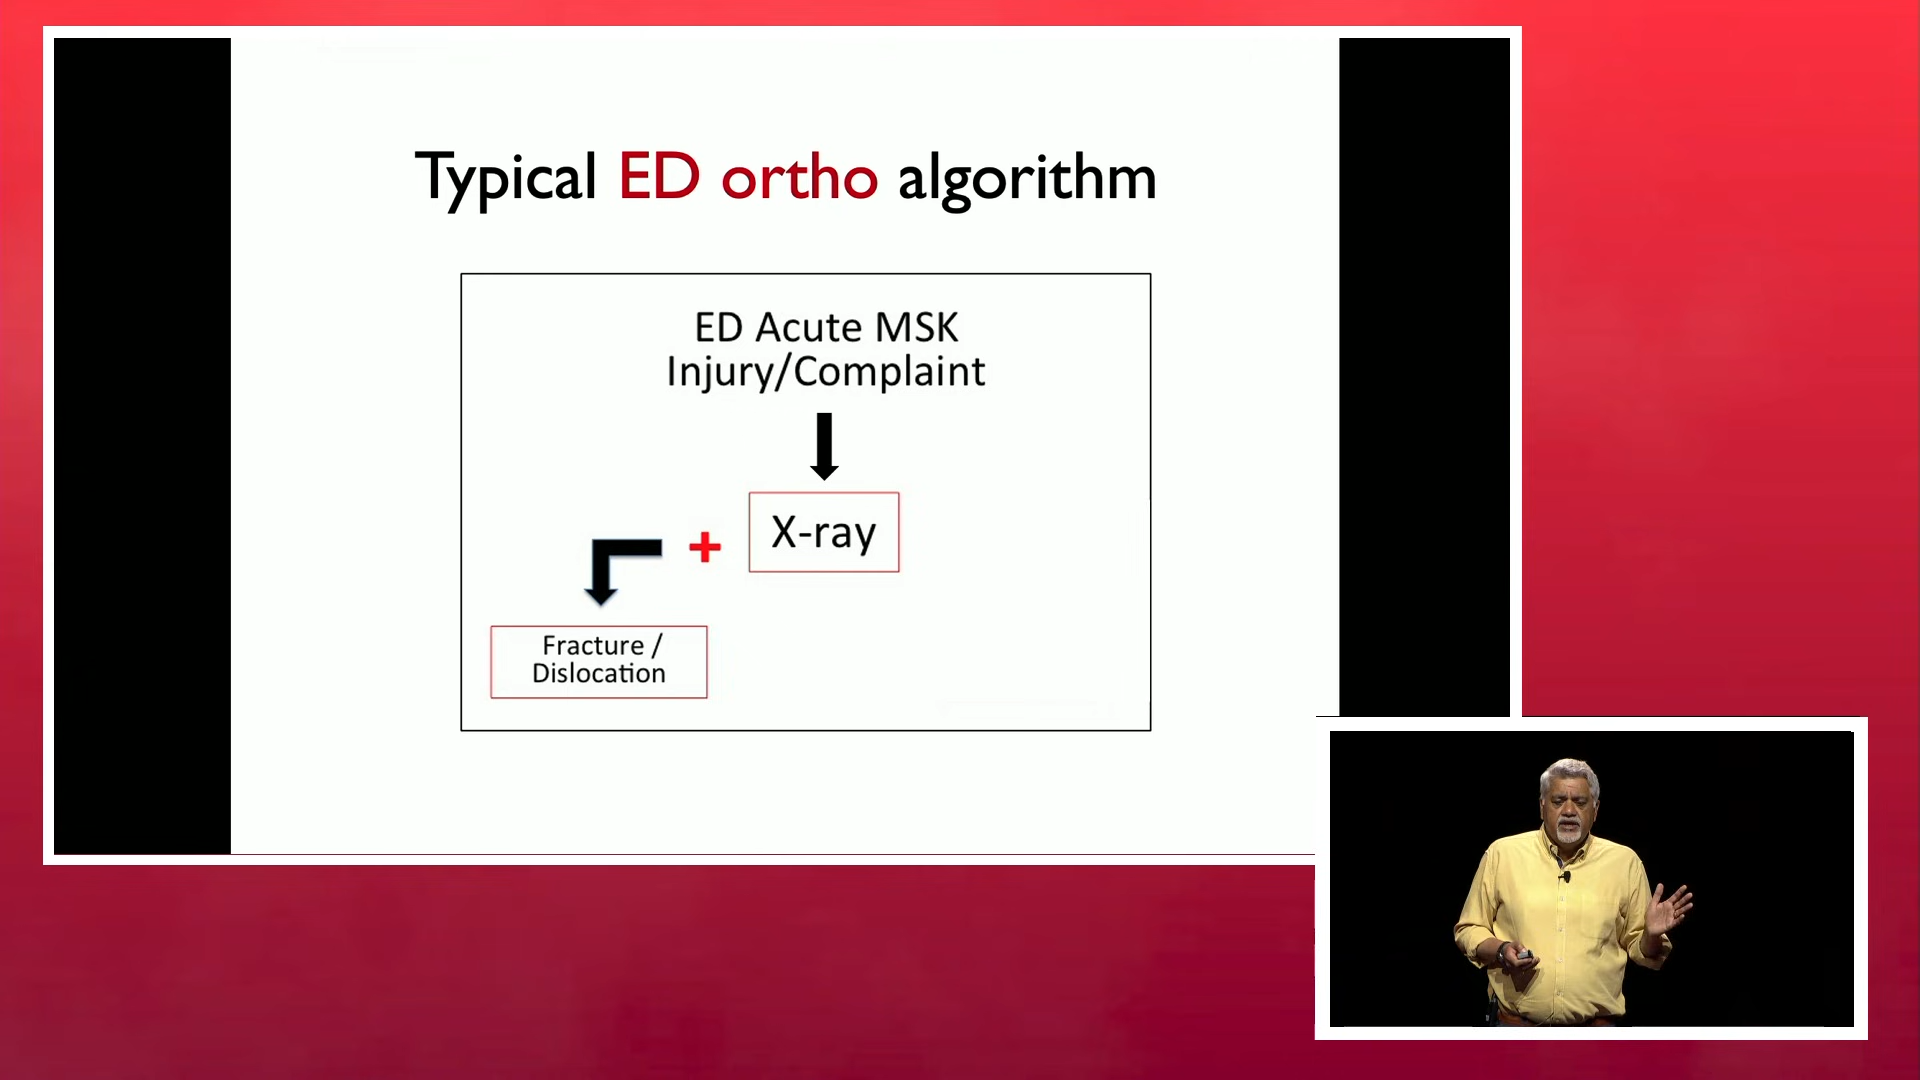 Typical ED ortho algorithm
ED Acute MSK
Injury/Complaint
X-ray
+
Fracture /
Dislocation